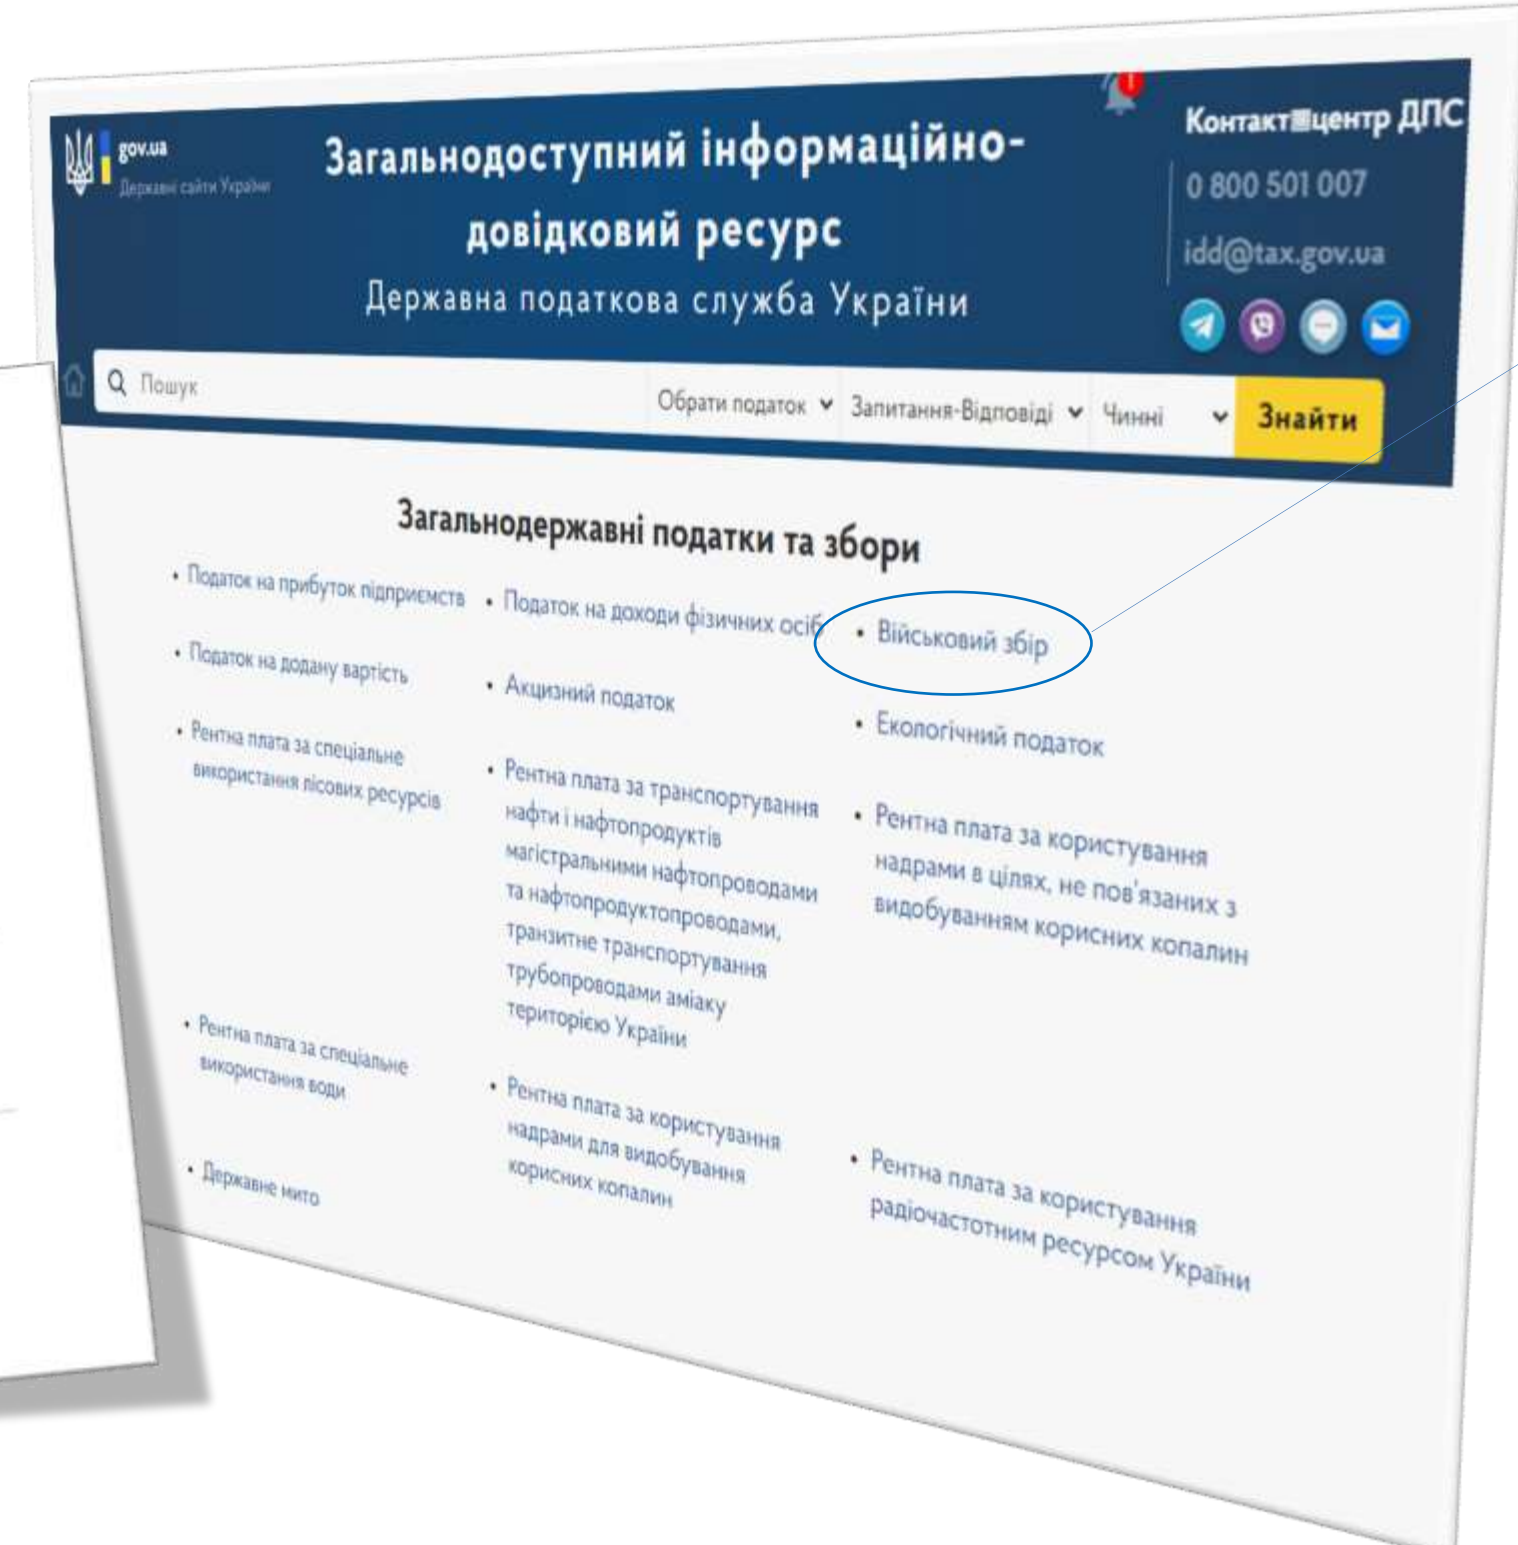 gov.ua
Державні сайти України
Загальнодоступний інформаційно-
довідковий ресурс
Державна податкова служба України
1
Контакт центр ДПС
0 800 501 007
idd@tax.gov.ua
Пошук
Обрати податок
Запитання-Відповіді
Чинні
Знайти
Загальнодержавні податки та збори
• Податок на прибуток підприємств
• Податок на доходи фізичних осіб
• Військовий збір
• Податок на додану вартість
• Акцизний податок
• Екологічний податок
• Рентна плата за спеціальне
використання лісових ресурсів
• Рентна плата за транспортування
нафти і нафтопродуктів
магістральними нафтопроводами
та нафтопродуктопроводами,
транзитне транспортування
трубопроводами аміаку
територією України
• Рентна плата за користування
надрами в цілях, не пов'язаних з
видобуванням корисних копалин
• Рентна плата за спеціальне
використання води
• Рентна плата за користування
надрами для видобування
корисних копалин
• Рентна плата за користування
радіочастотним ресурсом України
• Державне мито